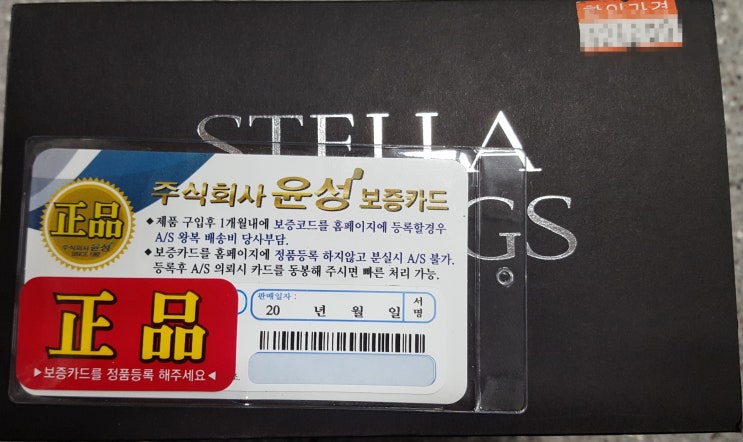 할인가격
STELLA
GS
주식회사 윤성 보증카드
◆제품 구입후 1개월내에 보증코드를 홈페이지에 등록할경우
A/S 왕복 배송비 당사부담.
◆보증카드를 홈페이지에 정품등록 하지않고 분실시 A/S 불가.
등록후 A/S 의뢰시 카드를 동봉해 주시면 빠른 처리 가능.
正品
주식회사 윤성
판매일자 :
20 년 월 일
서명
正品
▶보증카드를 정품등록 해주세요◀